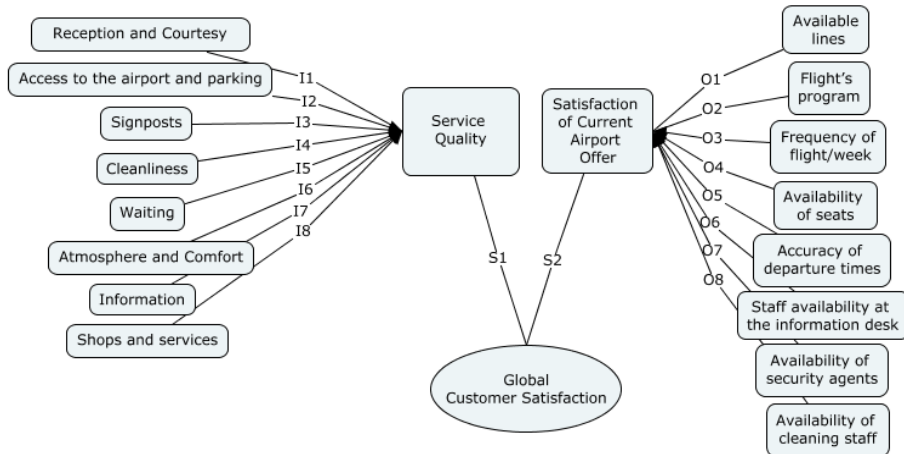 Reception and Courtesy
Access to the airport and parking
Signposts
Cleanliness
Waiting
Atmosphere and Comfort
Information
Shops and services
I1
I2
I3
I4
I5
I6
I7
I8
Service
Quality
Satisfaction
of Current
Airport
Offer
O1
O2
O3
O4
O5
O6
O7
O8
Available
lines
Flight's
program
Frequency of
flight/week
Availability
of seats
Accuracy of
departure times
Staff availability at
the information desk
Availability of
security agents
Availability of
cleaning staff
S1
S2
Global
Customer Satisfaction